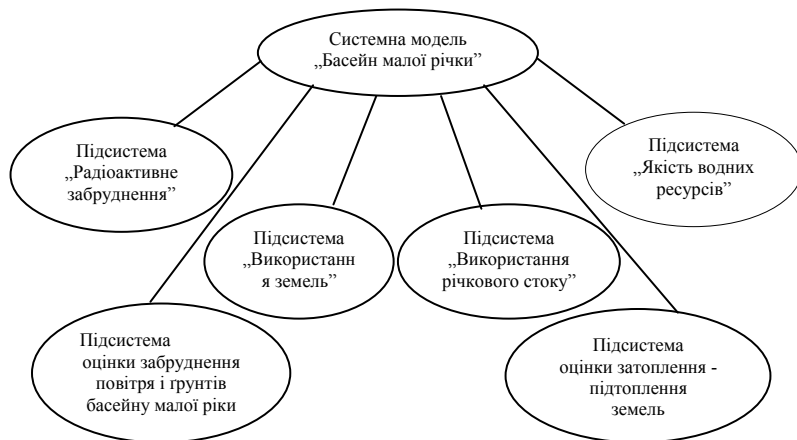 Системна модель
„Басейн малої річки”
Підсистема
„Радіоактивне
забруднення”
Підсистема
„Якість водних
ресурсів”
Підсистема
„Використанн
я земель”
Підсистема
„Використання
річкового стоку”
Підсистема
оцінки забруднення
повітря і ґрунтів
басейну малої ріки
Підсистема
оцінки затоплення -
підтоплення
земель